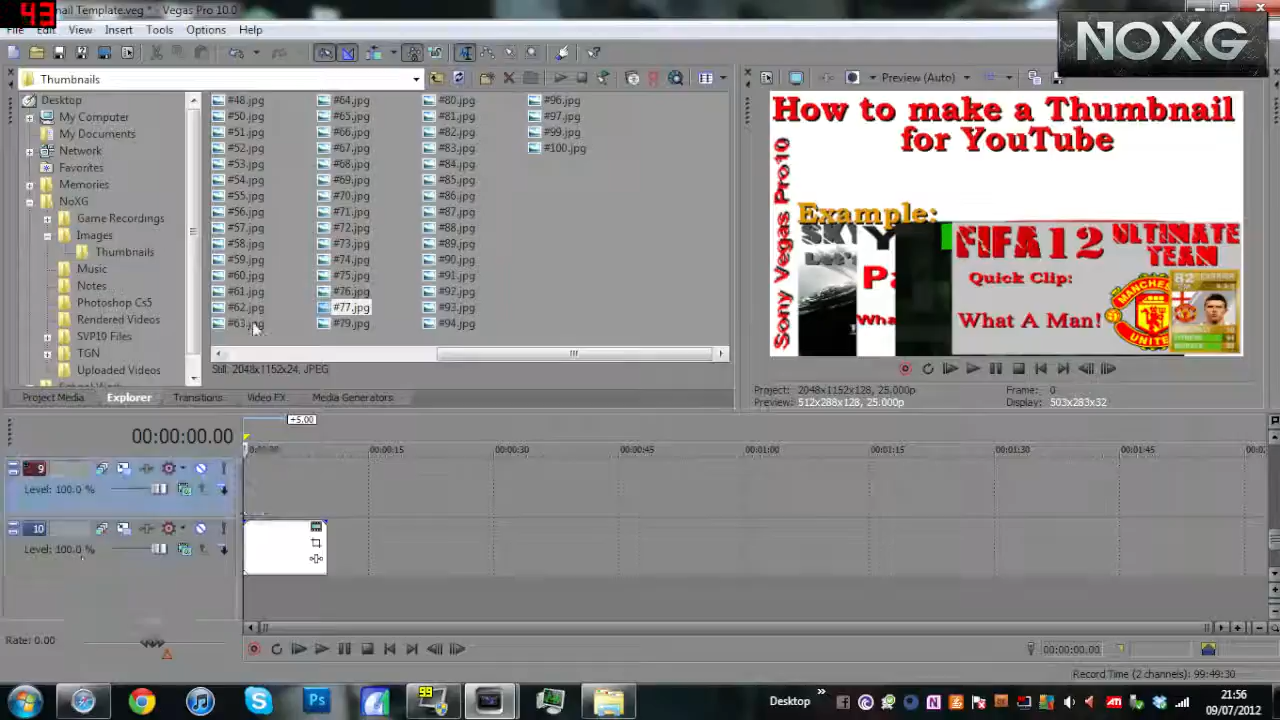 43
nail Template.veg * - Vegas Pro 10.0
File Edit View Insert Tools Options Help
NOXG
Thumbnails
Preview (Auto)
Desktop
My Computer
My Documents
Network
Favorites
Memories
NoXG
Game Recordings
Images
Thumbnails
Music
Notes
Photoshop Cs5
Rendered Videos
SVP10 Files
TGN
Uploaded Videos
#48.jpg #64.jpg #80.jpg #96.jpg
#50.jpg #65.jpg #81.jpg #97.jpg
#51.jpg #66.jpg #82.jpg #99.jpg
#52.jpg #67.jpg #83.jpg #100.jpg
#53.jpg #68.jpg #84.jpg
#54.jpg #69.jpg #85.jpg
#55.jpg #70.jpg #86.jpg
#56.jpg #71.jpg #87.jpg
#57.jpg #72.jpg #88.jpg
#58.jpg #73.jpg #89.jpg
#59.jpg #74.jpg #90.jpg
#60.jpg #75.jpg #91.jpg
#61.jpg #76.jpg #92.jpg
#62.jpg #77.jpg #93.jpg
#63.jpg #79.jpg #94.jpg
Still: 2048x1152x24, JPEG
Project Media Explorer Transitions Video FX Media Generators
How to make a Thumbnail
for YouTube
Sony Vegas Pro10
Example:
SKY
Let's
FIFA 12 ULTIMATE
TEAM
Quick Clip:
What A Man!
MANCHESTER
UNITED
82
Project: 2048x1152x128, 25.000p
Preview: 512x288x128, 25.000p
Frame: 0
Display: 503x283x32
+5.00
00:00:00.00
00:00:15 00:00:30 00:00:45 00:01:00 00:01:15 00:01:30 00:01:45
9
Level: 100.0 %
10
Level: 100.0 %
Rate: 0.00
00:00:00.00
Record Time (2 channels): 99:49:30
99
Ps
Desktop
21:56
09/07/2012